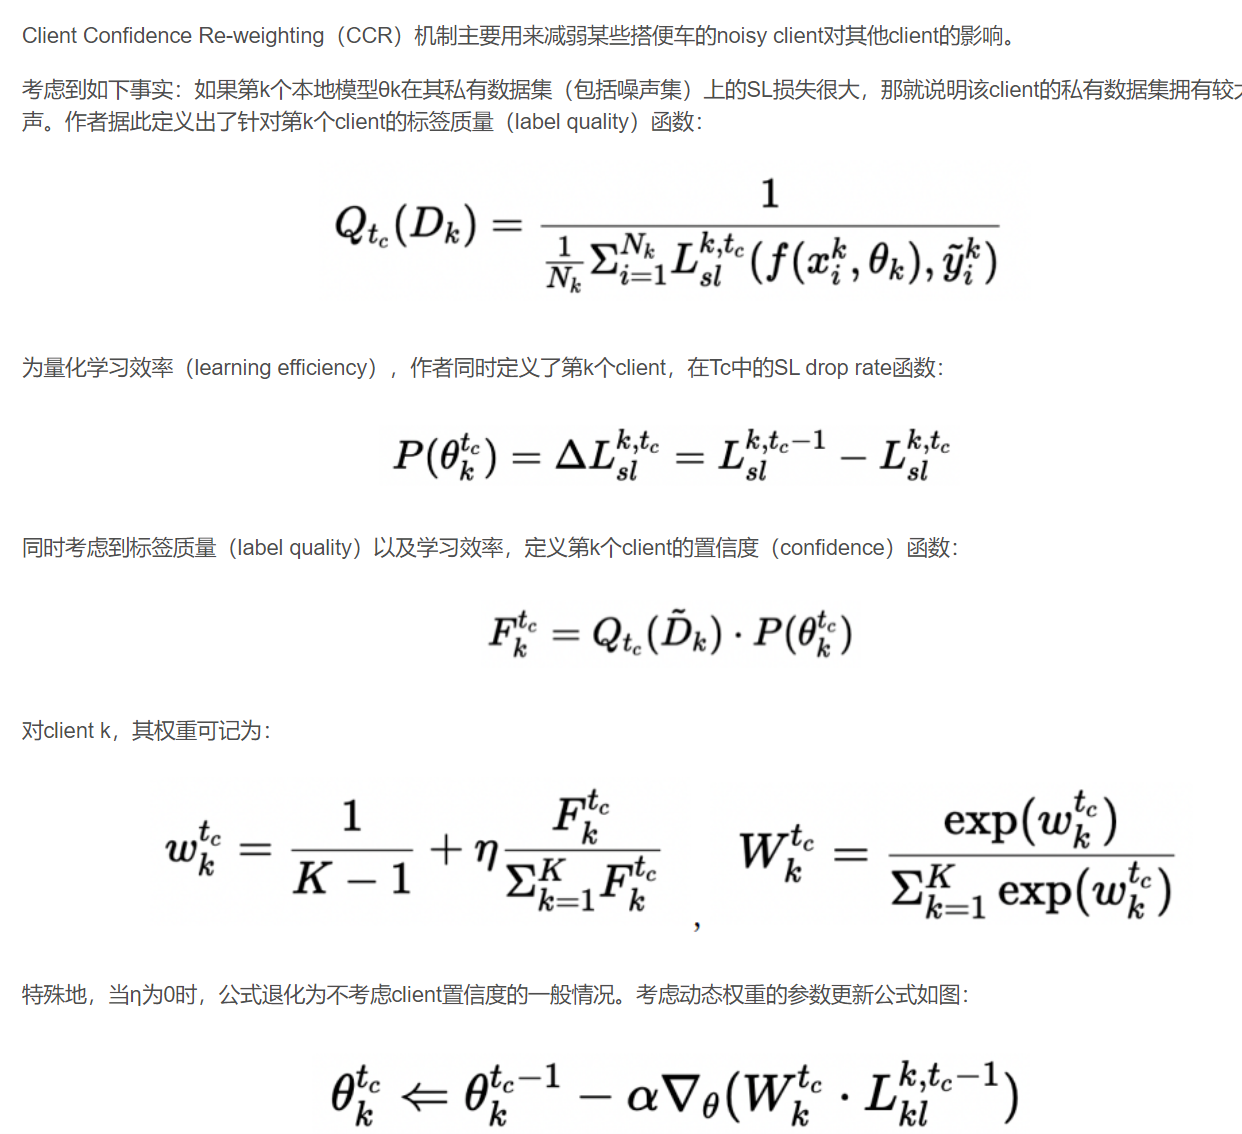 Client Confidence Re-weighting（CCR）机制主要用来减弱某些搭便车的noisy client对其他client的影响。
考虑到如下事实：如果第k个本地模型θk在其私有数据集（包括噪声集）上的SL损失很大，那就说明该client的私有数据集拥有较
声。作者据此定义出了针对第k个client的标签质量（label quality）函数：
Q_{t_c}(D_k) = \frac{1}{\frac{1}{N_k} \Sigma_{i=1}^{N_k} L_{sl}^{k,t_c}(f(x_i^k, \theta_k), \tilde{y}_i^k)}
为量化学习效率（learning efficiency），作者同时定义了第k个client，在Tc中的SL drop rate函数：
P(\theta_k^{t_c}) = \Delta L_{sl}^{k,t_c} = L_{sl}^{k,t_c-1} - L_{sl}^{k,t_c}
同时考虑到标签质量（label quality）以及学习效率，定义第k个client的置信度（confidence）函数：
F_k^{t_c} = Q_{t_c}(\tilde{D}_k) \cdot P(\theta_k^{t_c})
对client k，其权重可记为：
w_k^{t_c} = \frac{1}{K-1} + \eta \frac{F_k^{t_c}}{\Sigma_{k=1}^{K} F_k^{t_c}} , W_k^{t_c} = \frac{\exp(w_k^{t_c})}{\Sigma_{k=1}^{K} \exp(w_k^{t_c})}
特殊地，当η为0时，公式退化为不考虑client置信度的一般情况。考虑动态权重的参数更新公式如图：
\theta_k^{t_c} \Leftarrow \theta_k^{t_c-1} - \alpha \nabla_\theta (W_k^{t_c} \cdot L_{kl}^{k,t_c-1})